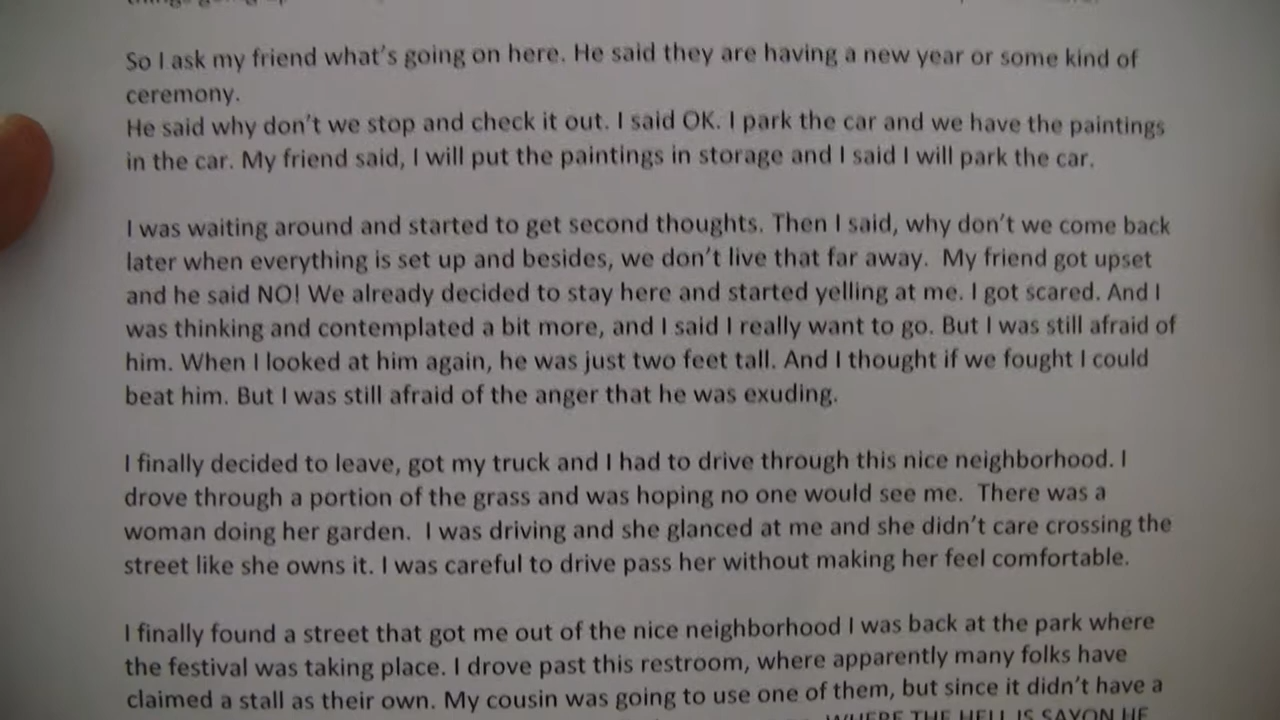 So I ask my friend what's going on here. He said they are having a new year or some kind of
ceremony.
He said why don't we stop and check it out. I said OK. I park the car and we have the paintings
in the car. My friend said, I will put the paintings in storage and I said I will park the car.
I was waiting around and started to get second thoughts. Then I said, why don't we come back
later when everything is set up and besides, we don't live that far away.  My friend got upset
and he said NO! We already decided to stay here and started yelling at me. I got scared. And I
was thinking and contemplated a bit more, and I said I really want to go. But I was still afraid of
him. When I looked at him again, he was just two feet tall. And I thought if we fought I could
beat him. But I was still afraid of the anger that he was exuding.
I finally decided to leave, got my truck and I had to drive through this nice neighborhood. I
drove through a portion of the grass and was hoping no one would see me.  There was a
woman doing her garden.  I was driving and she glanced at me and she didn't care crossing the
street like she owns it. I was careful to drive pass her without making her feel comfortable.
I finally found a street that got me out of the nice neighborhood I was back at the park where
the festival was taking place. I drove past this restroom, where apparently many folks have
claimed a stall as their own. My cousin was going to use one of them, but since it didn't have a
WHERE THE HELL IS SAYON HE